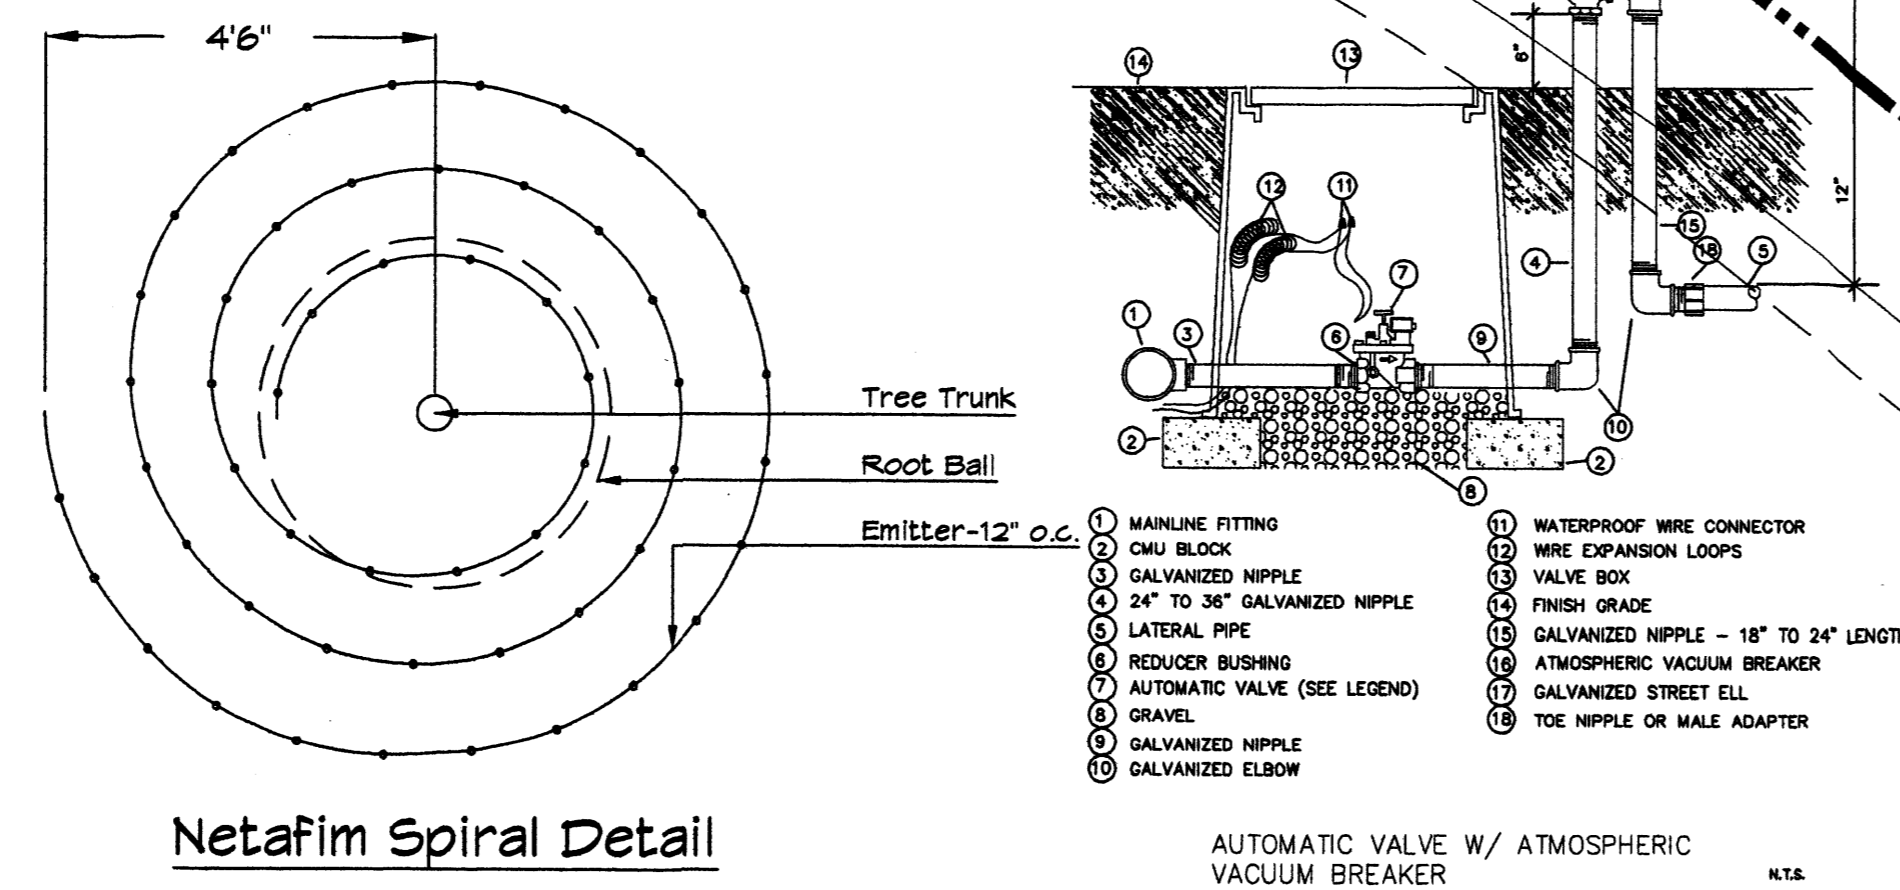 4'6"
Tree Trunk
Root Ball
Emitter-12" o.c.
Netafim Spiral Detail
14
13
6"
12"
12
11
15
18
5
4
7
1
3
6
9
10
2
2
8
1 MAINLINE FITTING
2 CMU BLOCK
3 GALVANIZED NIPPLE
4 24" TO 36" GALVANIZED NIPPLE
5 LATERAL PIPE
6 REDUCER BUSHING
7 AUTOMATIC VALVE (SEE LEGEND)
8 GRAVEL
9 GALVANIZED NIPPLE
10 GALVANIZED ELBOW
11 WATERPROOF WIRE CONNECTOR
12 WIRE EXPANSION LOOPS
13 VALVE BOX
14 FINISH GRADE
15 GALVANIZED NIPPLE - 18" TO 24" LENGT
16 ATMOSPHERIC VACUUM BREAKER
17 GALVANIZED STREET ELL
18 TOE NIPPLE OR MALE ADAPTER
AUTOMATIC VALVE W/ ATMOSPHERIC
VACUUM BREAKER
N.T.S.